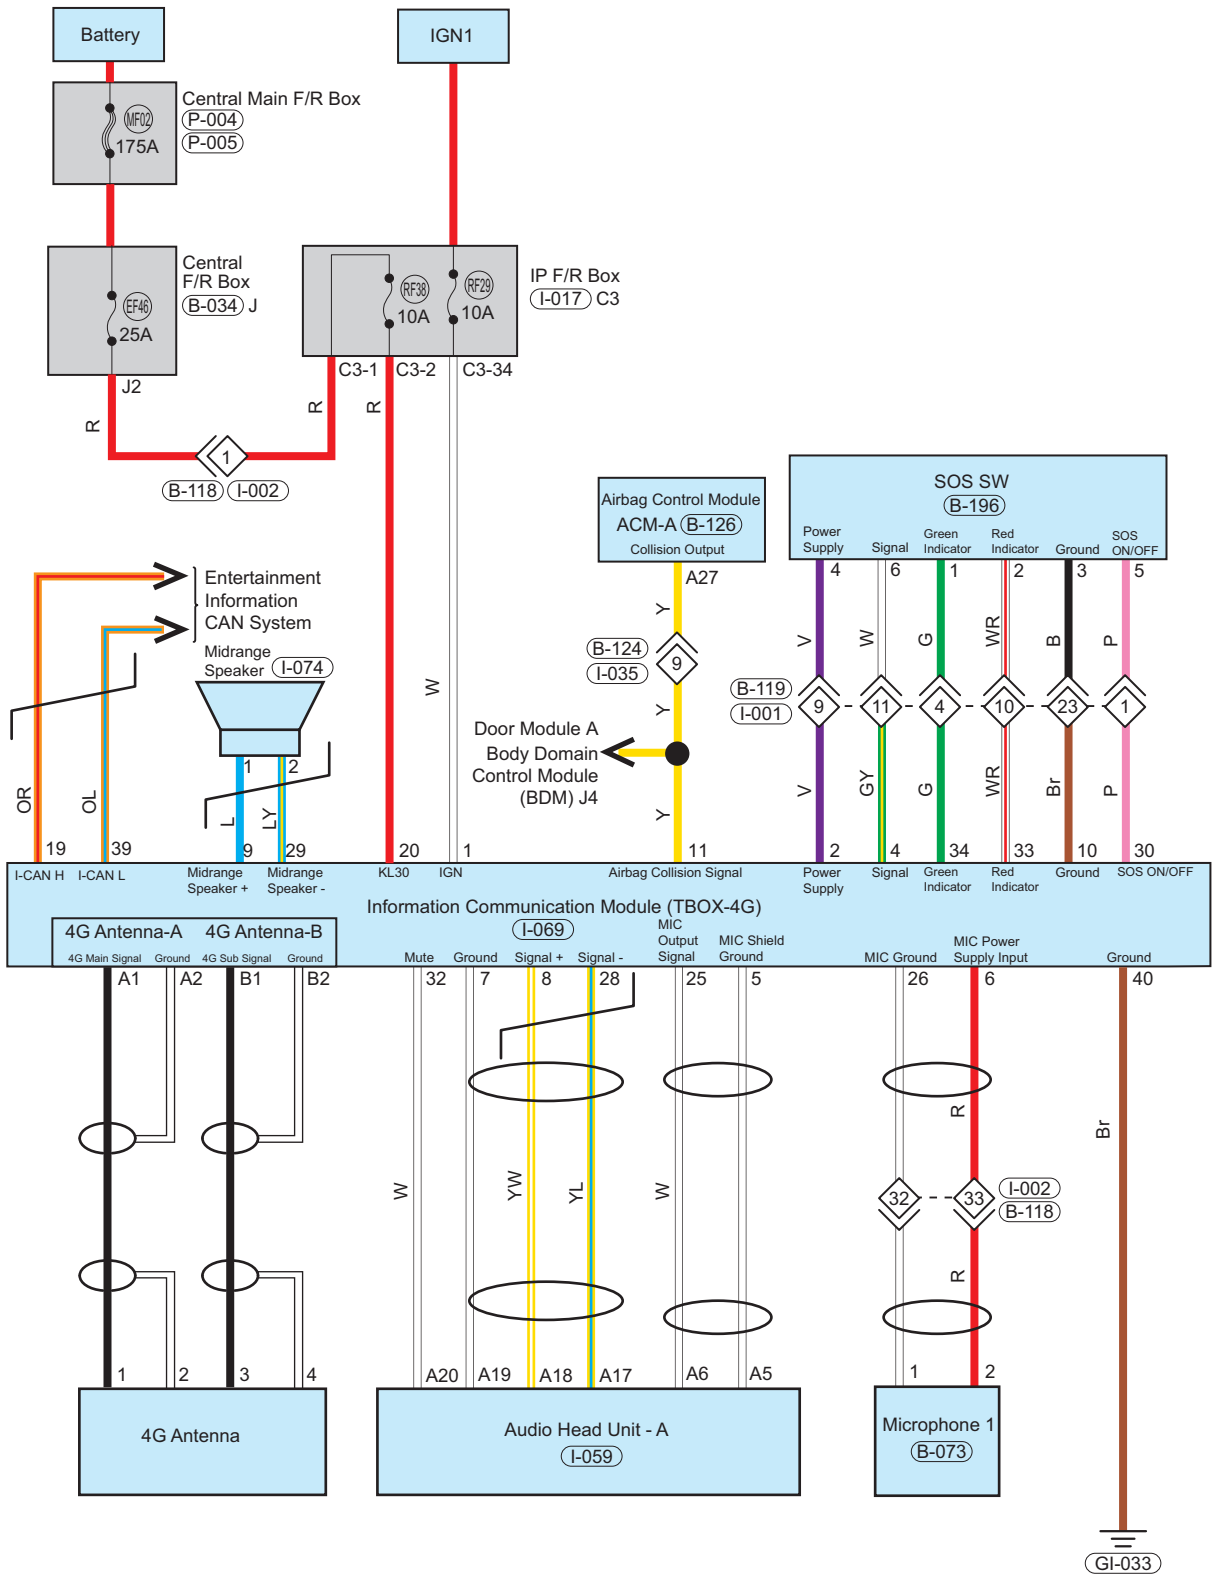 Battery
IGN1
Central Main F/R Box
P-004
P-005
MF02
175A
Central
F/R Box
B-034 J
EF46
25A
J2
IP F/R Box
I-017 C3
RF38
10A
RF29
10A
C3-1
C3-2
C3-34
R
R
R
1
B-118 I-002
Airbag Control Module
ACM-A B-126
Collision Output
A27
SOS SW
B-196
Power
Supply
Signal
Green
Indicator
Red
Indicator
Ground
SOS
ON/OFF
4
6
1
2
3
5
Entertainment
Information
CAN System
Midrange
Speaker I-074
Y
B-124
I-035
9
Y
V
W
G
WR
B
P
B-119
I-001
9
11
4
10
23
1
W
Door Module A
Body Domain
Control Module
(BDM) J4
1
2
OR
OL
L
LY
Y
V
GY
G
WR
Br
P
19
39
9
29
20
1
11
2
4
34
33
10
30
I-CAN H
I-CAN L
Midrange
Speaker +
Midrange
Speaker -
KL30
IGN
Airbag Collision Signal
Power
Supply
Signal
Green
Indicator
Red
Indicator
Ground
SOS ON/OFF
Information Communication Module (TBOX-4G)
I-069
4G Antenna-A
4G Antenna-B
4G Main Signal
Ground
4G Sub Signal
Ground
Mute
Ground
Signal +
Signal -
MIC
Output
Signal
MIC Shield
Ground
MIC Ground
MIC Power
Supply Input
Ground
A1
A2
B1
B2
32
7
8
28
25
5
26
6
40
R
Br
W
YW
YL
W
32
33
I-002
B-118
R
1
2
3
4
A20
A19
A18
A17
A6
A5
1
2
4G Antenna
Audio Head Unit - A
I-059
Microphone 1
B-073
GI-033